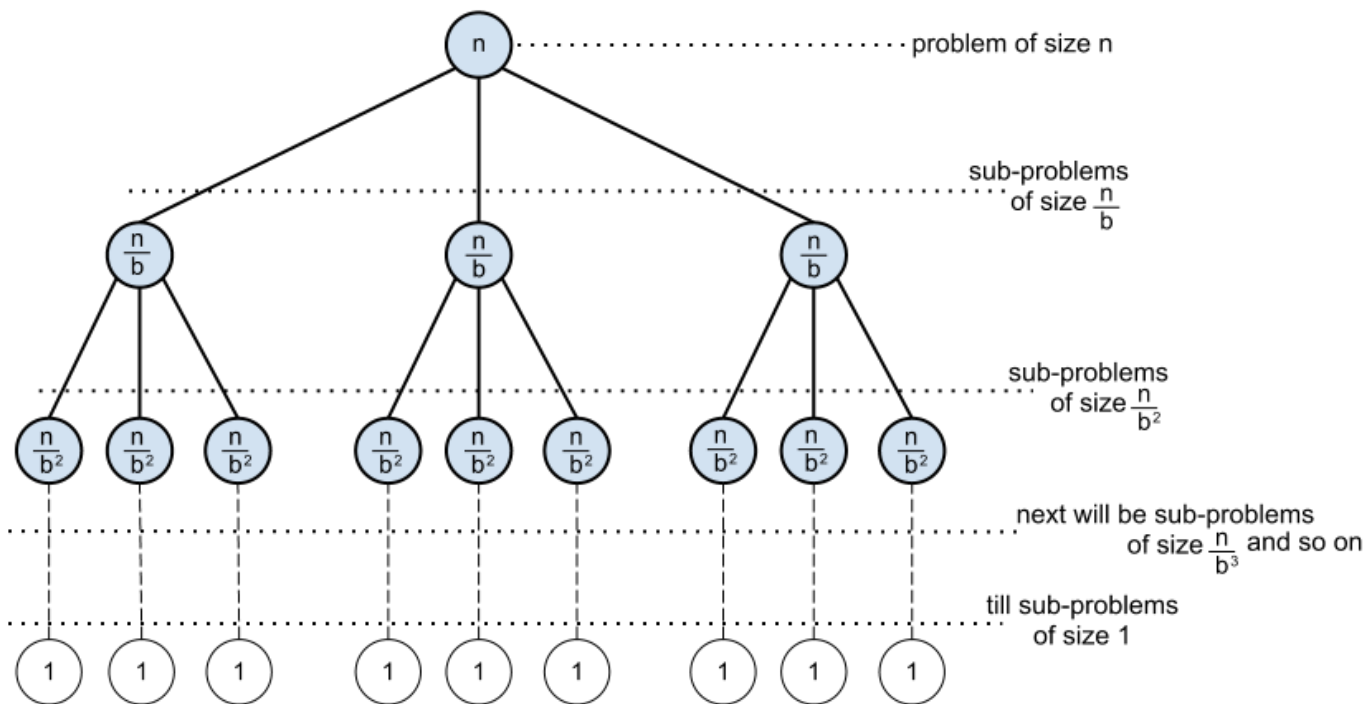 n
problem of size n
sub-problems
of size n/b
n/b n/b n/b
sub-problems
of size n/b²
n/b² n/b² n/b² n/b² n/b² n/b² n/b² n/b² n/b²
next will be sub-problems
of size n/b³ and so on
till sub-problems
of size 1
1 1 1 1 1 1 1 1 1